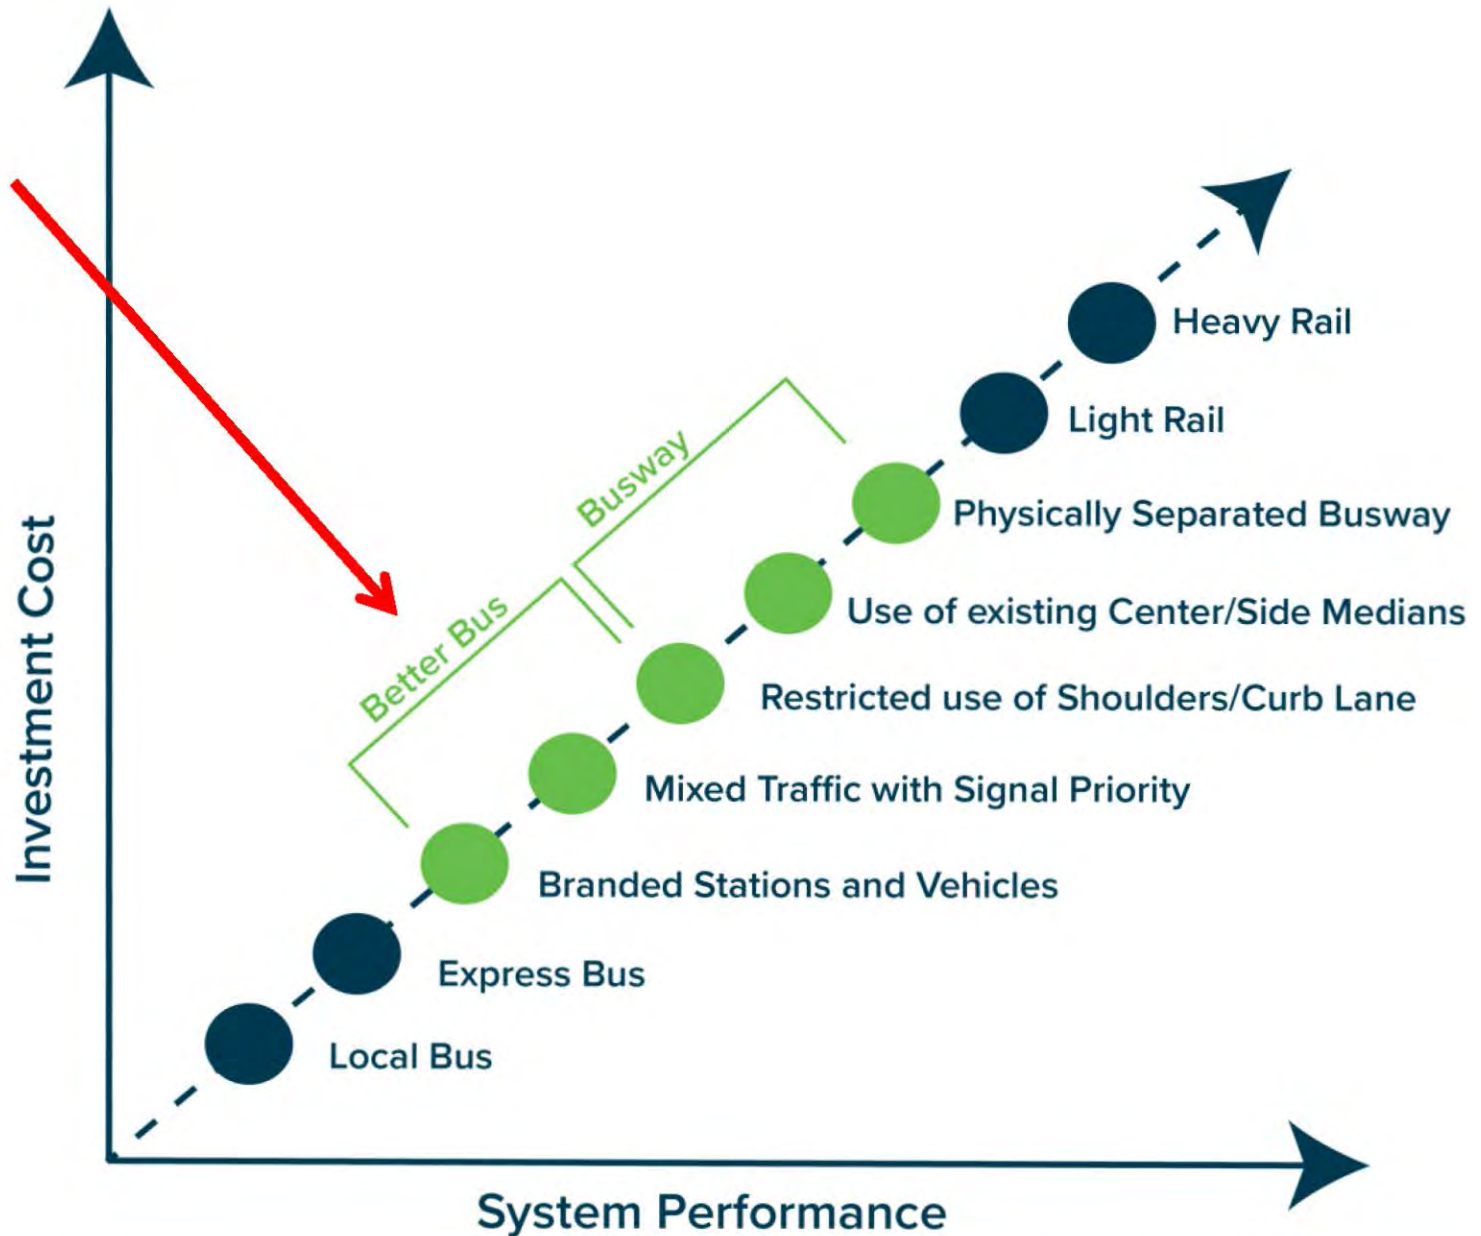 Investment Cost
Heavy Rail
Light Rail
Busway
Physically Separated Busway
Use of existing Center/Side Medians
Better Bus
Restricted use of Shoulders/Curb Lane
Mixed Traffic with Signal Priority
Branded Stations and Vehicles
Express Bus
Local Bus
System Performance